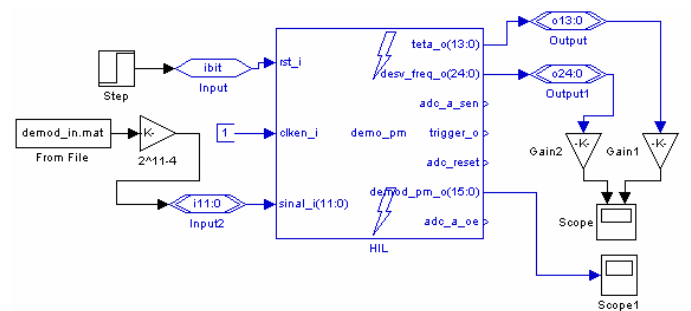 Step
ibit
Input
rst_i
teta_o(13:0)
o13:0
Output
desv_freq_o(24:0)
o24:0
Output1
adc_a_sen
demod_in.mat
From File
-K-
2^11-4
1
clken_i
demo_pm
trigger_o
adc_reset
Gain2
-K-
Gain1
-K-
i11:0
Input2
sinal_i(11:0)
demod_pm_o(15:0)
adc_a_oe
HIL
Scope
Scope1